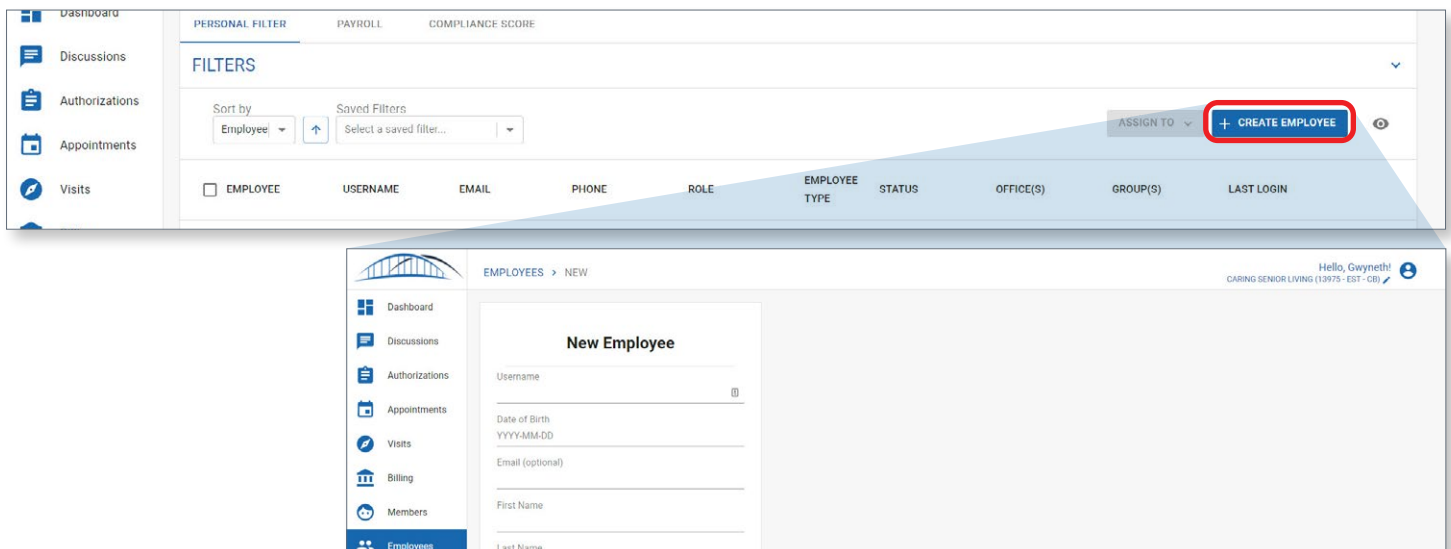 Dashboard
PERSONAL FILTER PAYROLL COMPLIANCE SCORE
Discussions
FILTERS
Authorizations
Sort by Saved Filters
Employee Select a saved filter...
ASSIGN TO + CREATE EMPLOYEE
Appointments
Visits
EMPLOYEE USERNAME EMAIL PHONE ROLE EMPLOYEE TYPE STATUS OFFICE(S) GROUP(S) LAST LOGIN
EMPLOYEES > NEW
Hello, Gwyneth!
CARING SENIOR LIVING (13975 - EST - CB)
Dashboard
Discussions
Authorizations
Appointments
Visits
Billing
Members
Employees
New Employee
Username
Date of Birth
YYYY-MM-DD
Email (optional)
First Name
Last Name